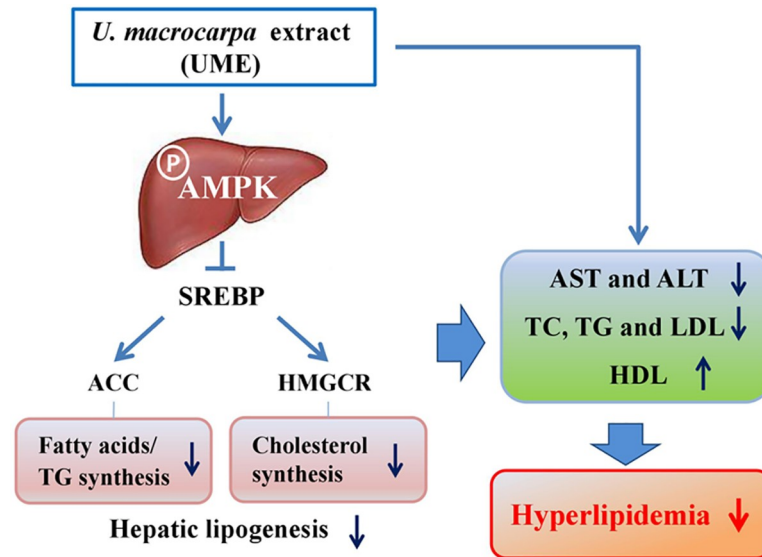 U. macrocarpa extract
(UME)
P
AMPK
SREBP
ACC
HMGCR
Fatty acids/
TG synthesis ↓
Cholesterol
synthesis ↓
Hepatic lipogenesis ↓
AST and ALT ↓
TC, TG and LDL ↓
HDL ↑
Hyperlipidemia ↓